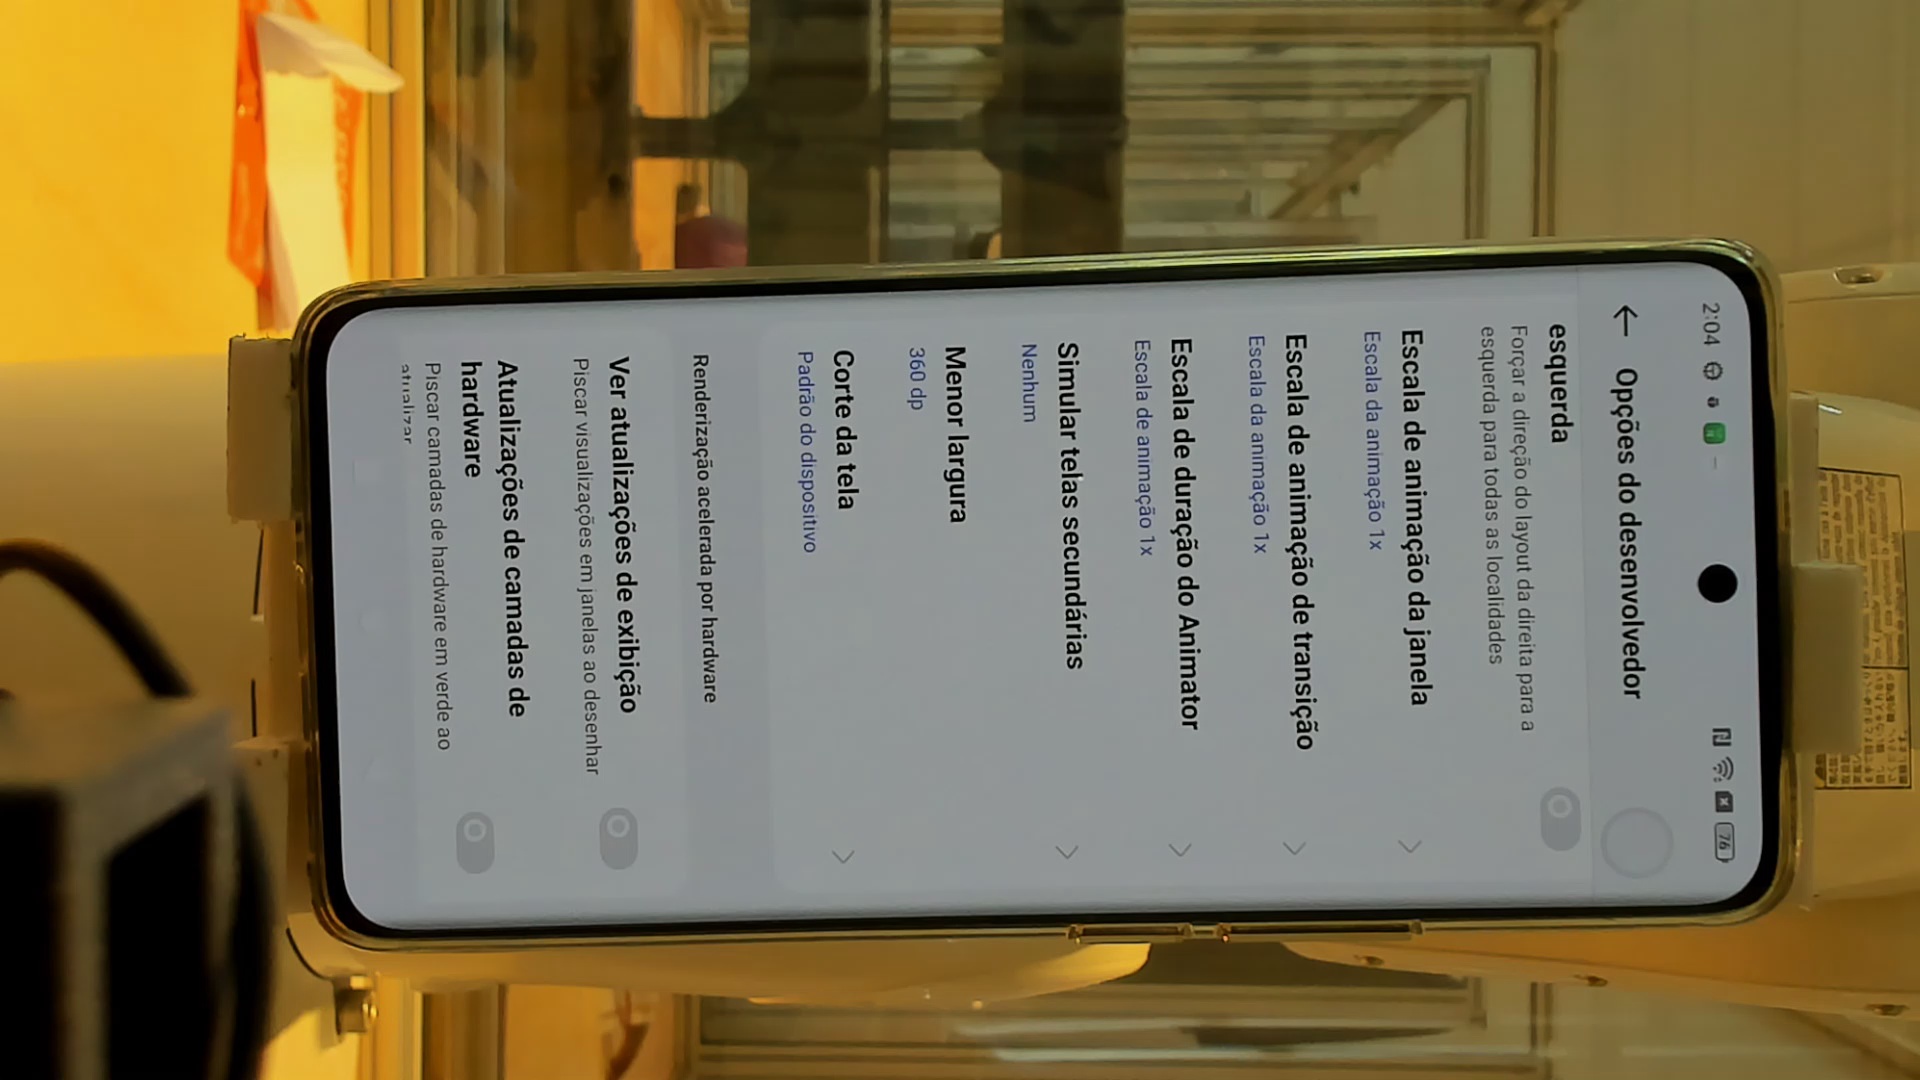 2:04
76
Opções do desenvolvedor
esquerda
Forçar a direção do layout da direita para a
esquerda para todas as localidades
Escala de animação da janela
Escala da animação 1x
Escala de animação de transição
Escala da animação 1x
Escala de duração do Animator
Escala de animação 1x
Simular telas secundárias
Nenhum
Menor largura
360 dp
Corte da tela
Padrão do dispositivo
Renderização acelerada por hardware
Ver atualizações de exibição
Piscar visualizações em janelas ao desenhar
Atualizações de camadas de
hardware
Piscar camadas de hardware em verde ao
atualizar